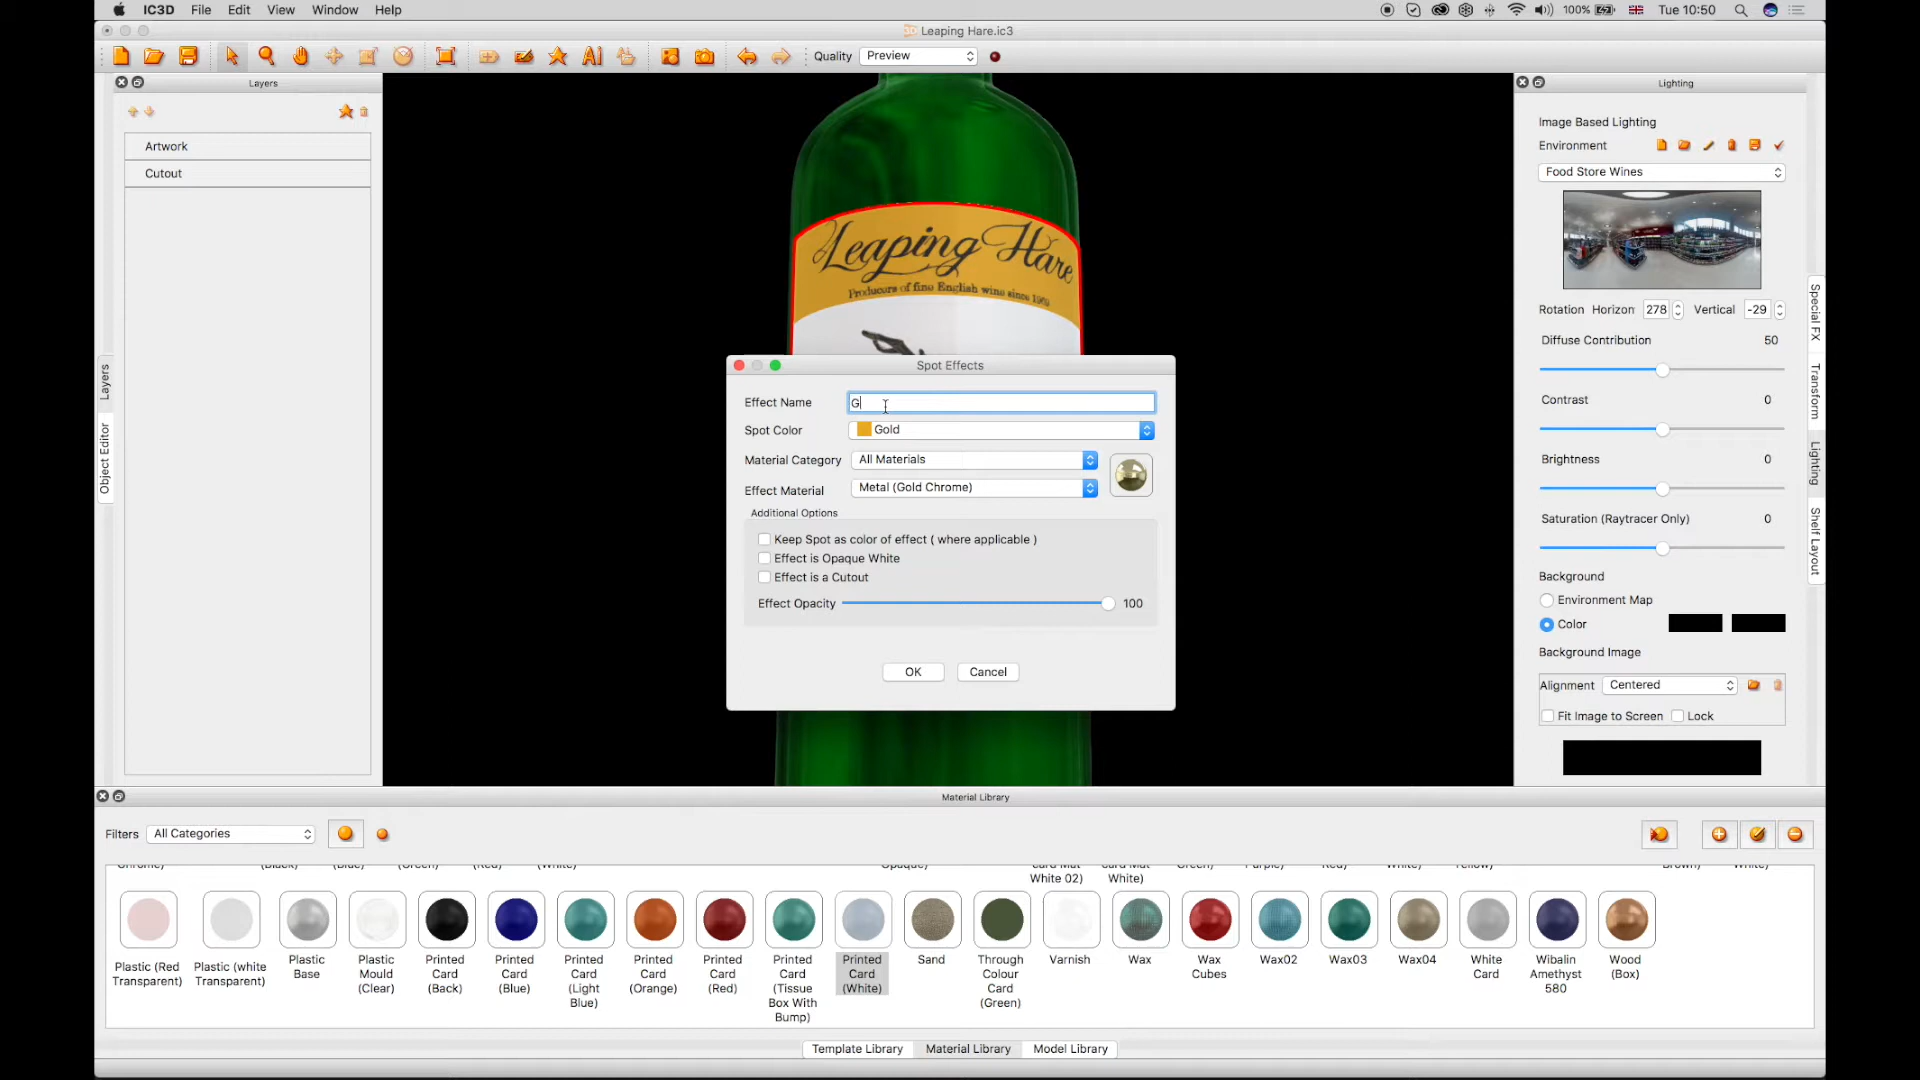 IC3D File Edit View Window Help 100% Tue 10:50
Leaping Hare.ic3
Quality Preview
Layers
Artwork
Cutout
Layers
Object Editor
Leaping Hare
Producers of fine English wine since 1969
Spot Effects
Effect Name G
Spot Color Gold
Material Category All Materials
Effect Material Metal (Gold Chrome)
Additional Options
Keep Spot as color of effect ( where applicable )
Effect is Opaque White
Effect is a Cutout
Effect Opacity 100
OK Cancel
Lighting
Image Based Lighting
Environment
Food Store Wines
Rotation Horizon 278 Vertical -29
Diffuse Contribution 50
Contrast 0
Brightness 0
Saturation (Raytracer Only) 0
Background
Environment Map
Color
Background Image
Alignment Centered
Fit Image to Screen Lock
Special FX
Transform
Lighting
Shelf Layout
Material Library
Filters All Categories
White 02) White)
Plastic (Red Transparent)
Plastic (white Transparent)
Plastic Base
Plastic Mould (Clear)
Printed Card (Back)
Printed Card (Blue)
Printed Card (Light Blue)
Printed Card (Orange)
Printed Card (Red)
Printed Card (Tissue Box With Bump)
Printed Card (White)
Sand
Through Colour Card (Green)
Varnish
Wax
Wax Cubes
Wax02
Wax03
Wax04
White Card
Wibalin Amethyst 580
Wood (Box)
Template Library Material Library Model Library